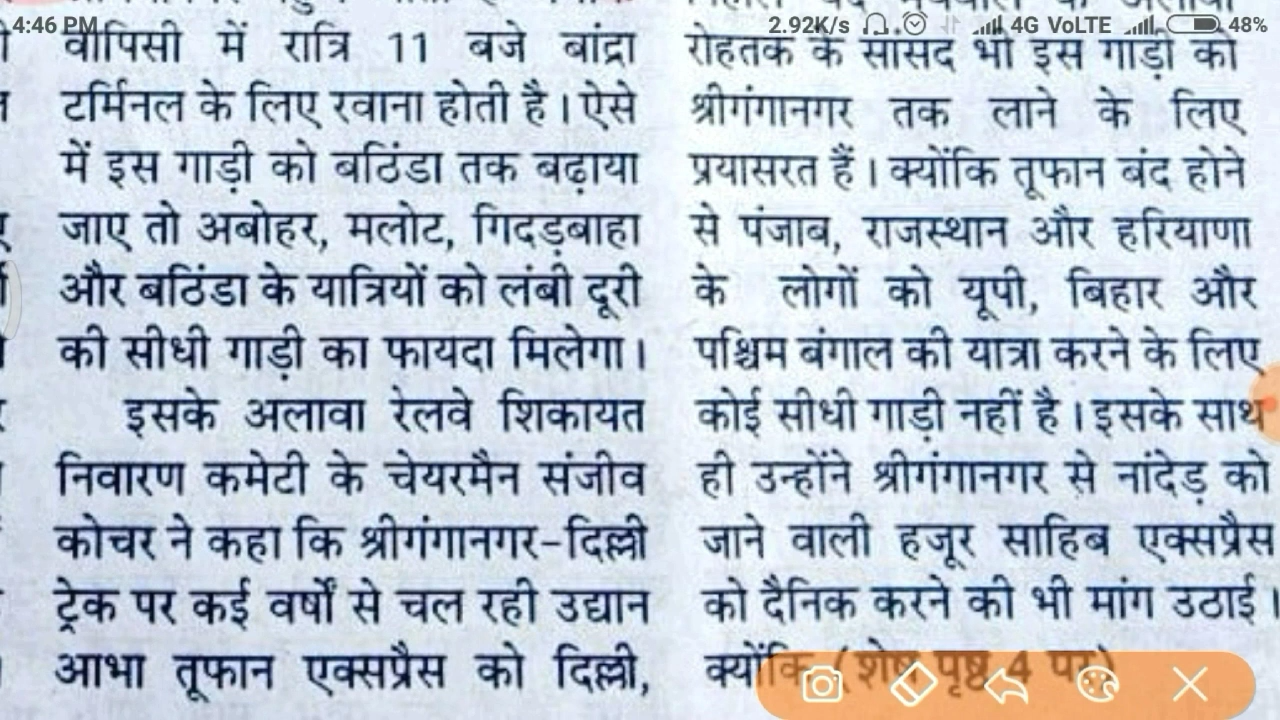 4:46 PM
2.92K/s 4G VoLTE 48%
वापिसी में रात्रि 11 बजे बांद्रा
टर्मिनल के लिए रवाना होती है। ऐसे
में इस गाड़ी को बठिंडा तक बढ़ाया
जाए तो अबोहर, मलोट, गिदड़बाहा
और बठिंडा के यात्रियों को लंबी दूरी
की सीधी गाड़ी का फायदा मिलेगा।
इसके अलावा रेलवे शिकायत
निवारण कमेटी के चेयरमैन संजीव
कोचर ने कहा कि श्रीगंगानगर-दिल्ली
ट्रेक पर कई वर्षों से चल रही उद्यान
आभा तूफान एक्सप्रैस को दिल्ली,
रोहतक के सांसद भी इस गाड़ी को
श्रीगंगानगर तक लाने के लिए
प्रयासरत हैं। क्योंकि तूफान बंद होने
से पंजाब, राजस्थान और हरियाणा
के लोगों को यूपी, बिहार और
पश्चिम बंगाल की यात्रा करने के लिए
कोई सीधी गाड़ी नहीं है। इसके साथ
ही उन्होंने श्रीगंगानगर से नांदेड़ को
जाने वाली हजूर साहिब एक्सप्रैस
को दैनिक करने की भी मांग उठाई।
क्योंकि (शेष पृष्ठ 4 पर)